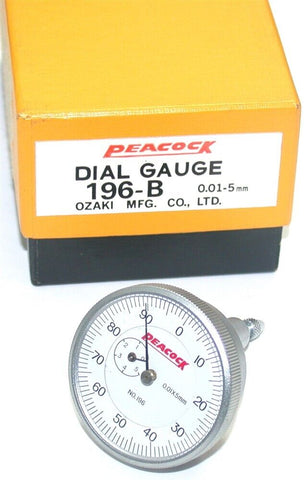 PEACOCK
DIAL GAUGE
196-B 0.01-5mm
OZAKI MFG. CO., LTD.
90
80 0
70 10
60 20
50 40 30
PEACOCK
0.01X5mm
NO.196